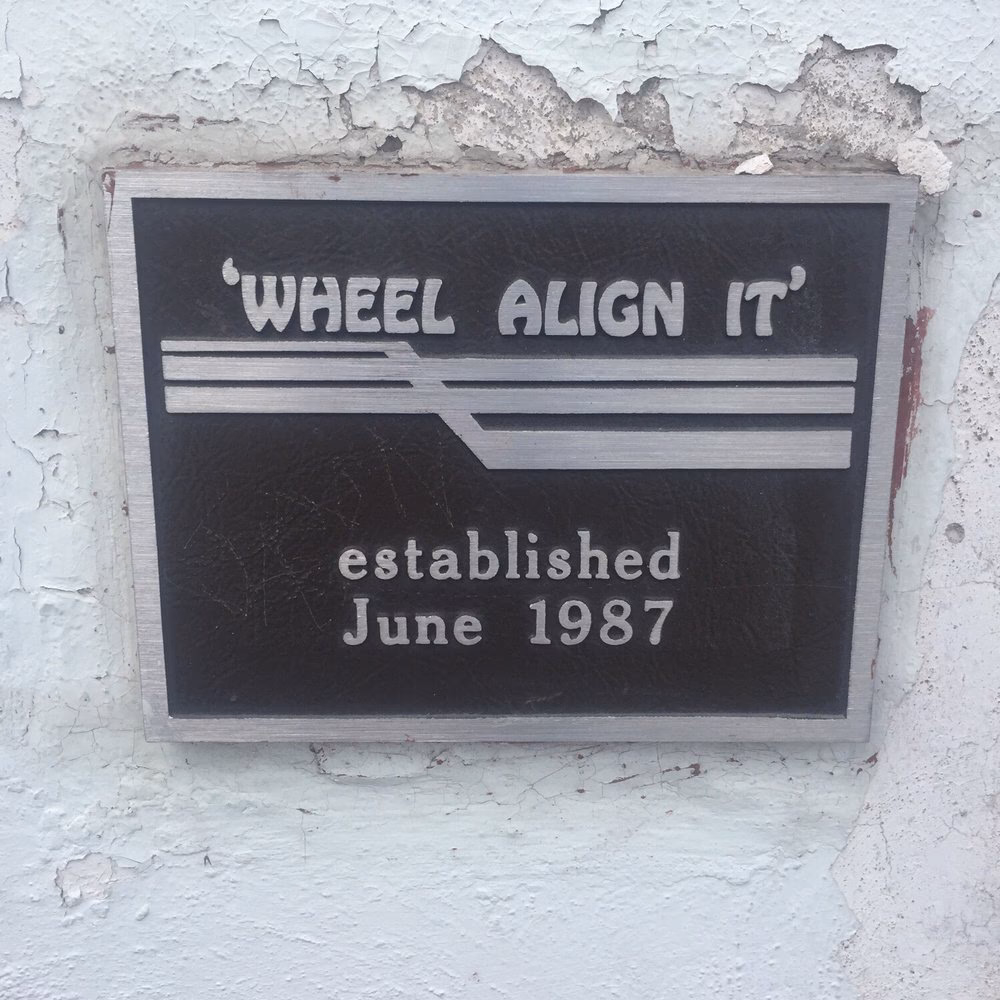 ‘WHEEL ALIGN IT’
established
June 1987